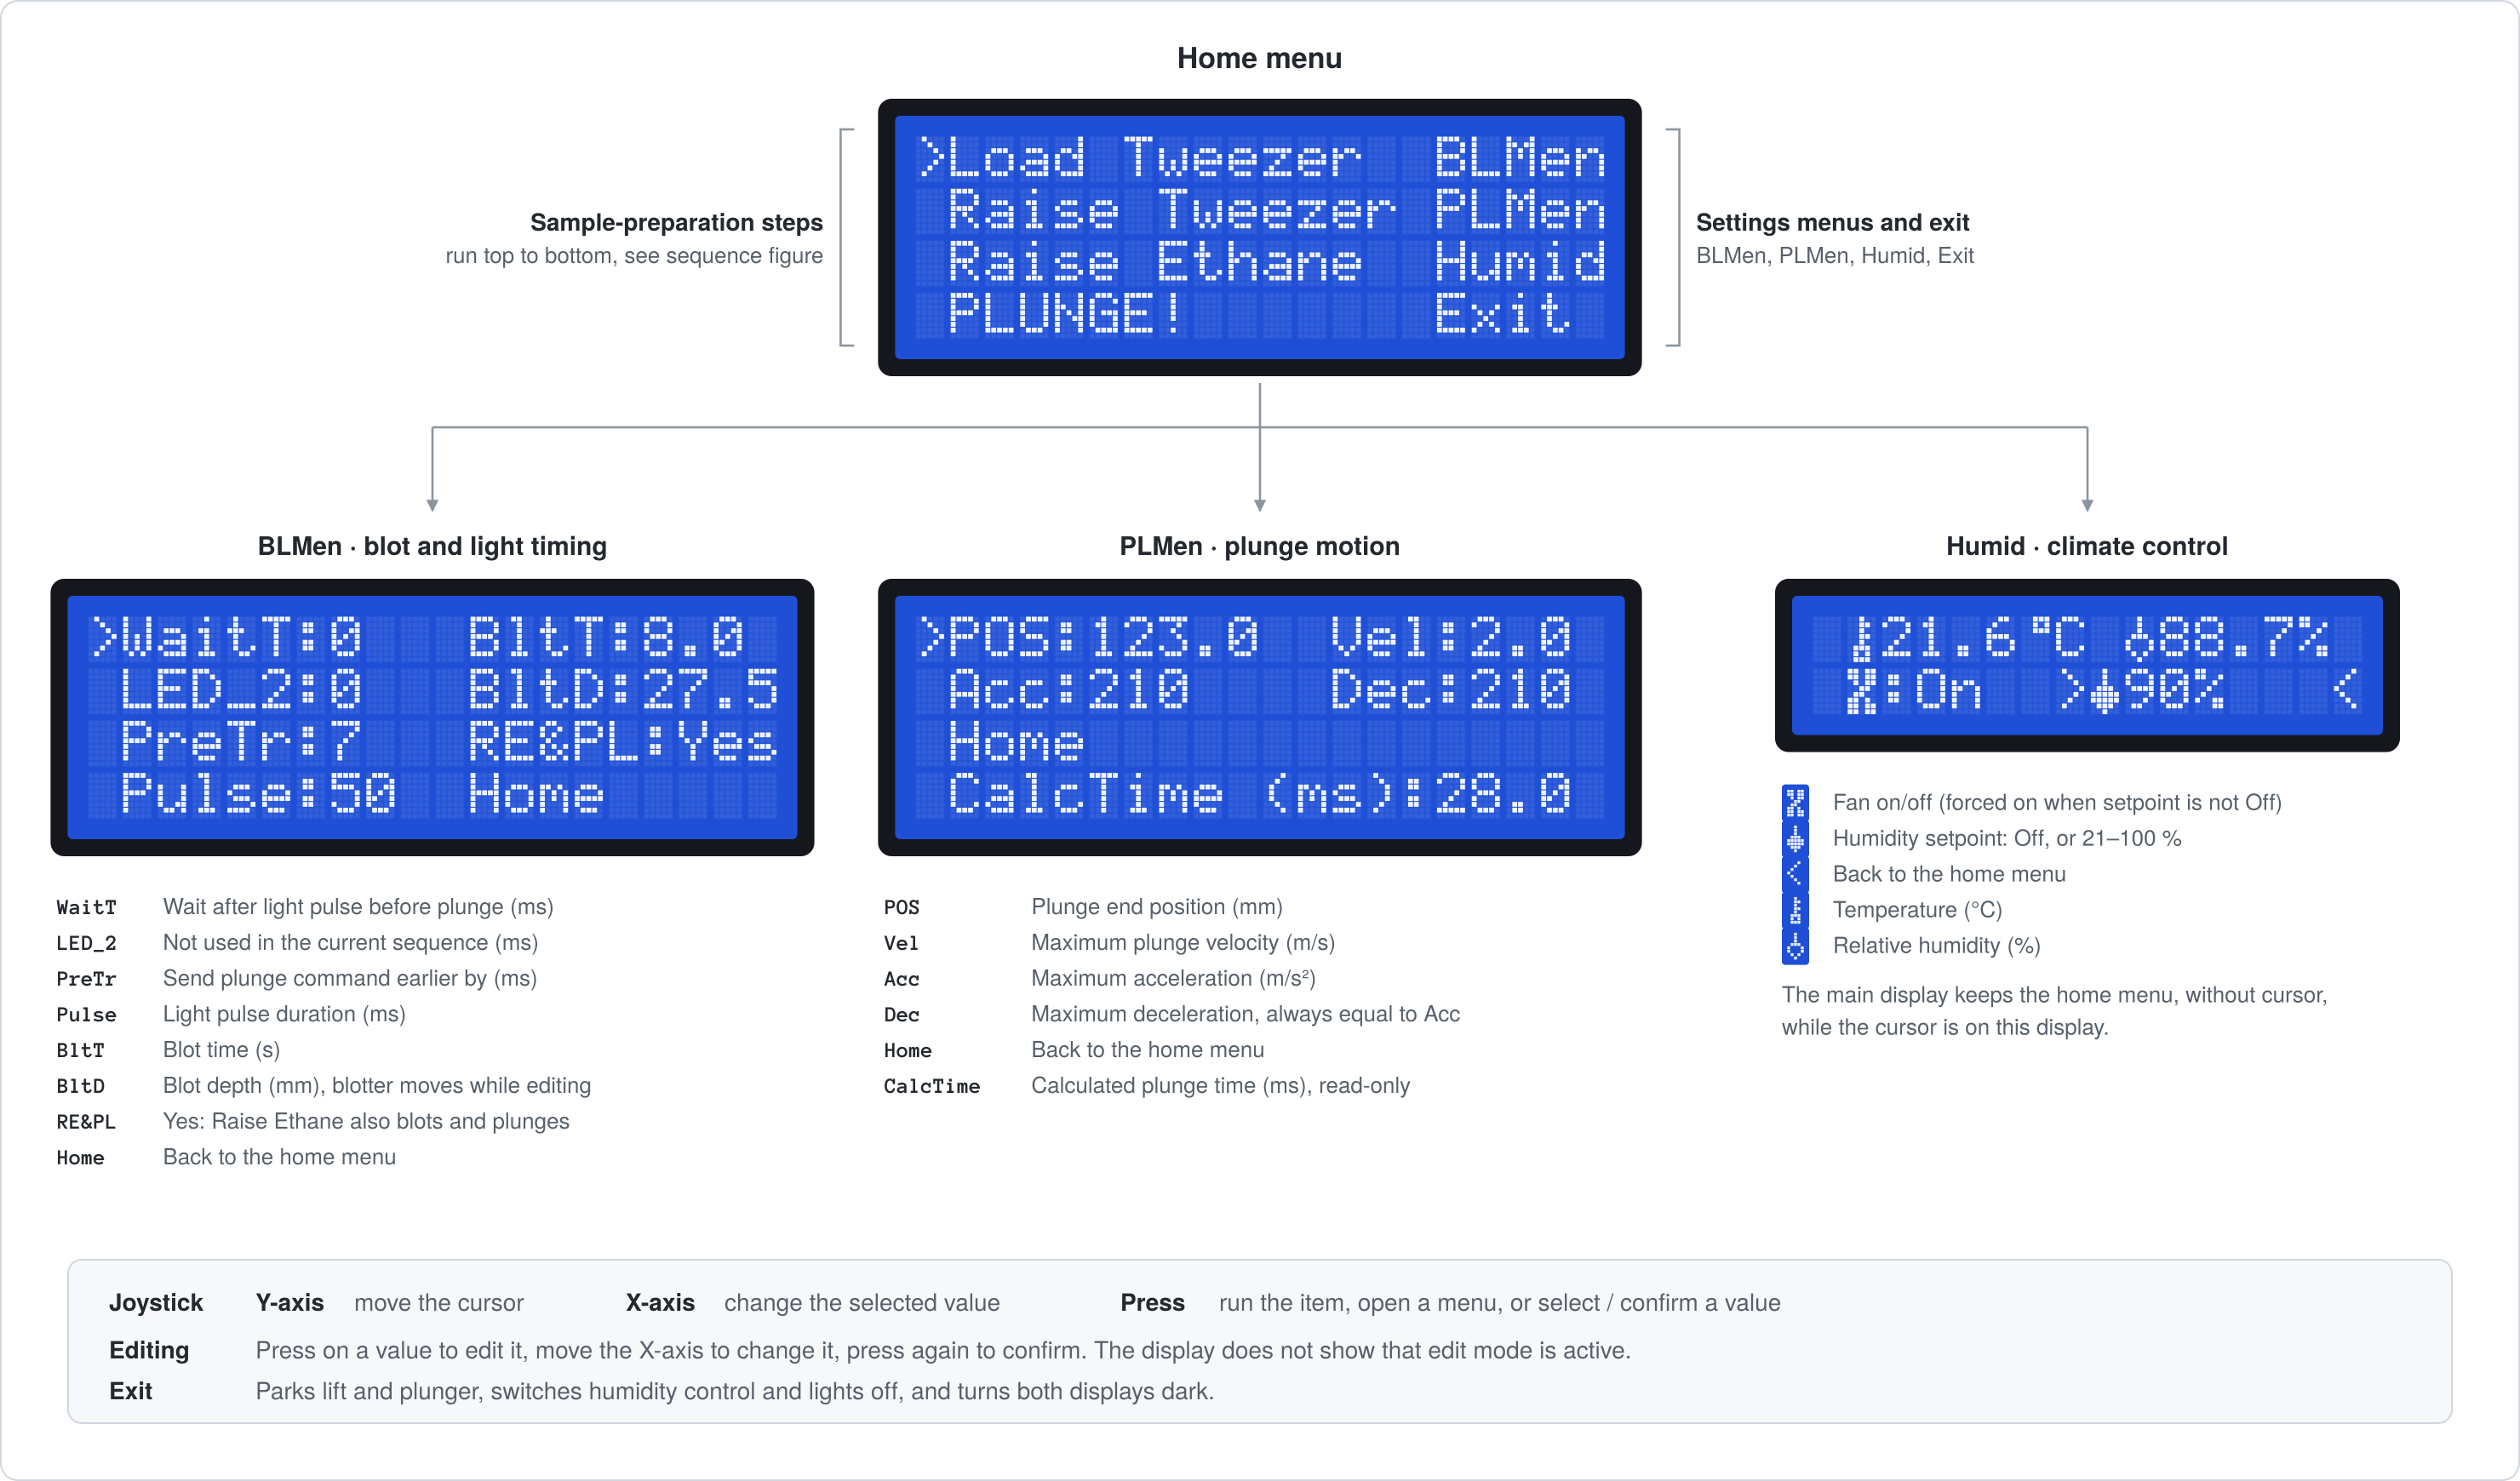 Home menu
>Load Tweezer  BLMen
Raise Tweezer PLMen
Raise Ethane  Humid
PLUNGE!       Exit
Sample-preparation steps
run top to bottom, see sequence figure
Settings menus and exit
BLMen, PLMen, Humid, Exit
BLMen · blot and light timing
>WaitT:0   BltT:8.0
LED_2:0   BltD:27.5
PreTr:7   RE&PL:Yes
Pulse:50  Home
WaitT Wait after light pulse before plunge (ms)
LED_2 Not used in the current sequence (ms)
PreTr Send plunge command earlier by (ms)
Pulse Light pulse duration (ms)
BltT Blot time (s)
BltD Blot depth (mm), blotter moves while editing
RE&PL Yes: Raise Ethane also blots and plunges
Home Back to the home menu
PLMen · plunge motion
>POS:123.0  Vel:2.0
Acc:210    Dec:210
Home
CalcTime (ms):28.0
POS Plunge end position (mm)
Vel Maximum plunge velocity (m/s)
Acc Maximum acceleration (m/s²)
Dec Maximum deceleration, always equal to Acc
Home Back to the home menu
CalcTime Calculated plunge time (ms), read-only
Humid · climate control
21.6°C 88.7%
:On  >90%   <
Fan on/off (forced on when setpoint is not Off)
Humidity setpoint: Off, or 21–100 %
< Back to the home menu
Temperature (°C)
Relative humidity (%)
The main display keeps the home menu, without cursor,
while the cursor is on this display.
Joystick Y-axis move the cursor X-axis change the selected value Press run the item, open a menu, or select / confirm a value
Editing Press on a value to edit it, move the X-axis to change it, press again to confirm. The display does not show that edit mode is active.
Exit Parks lift and plunger, switches humidity control and lights off, and turns both displays dark.